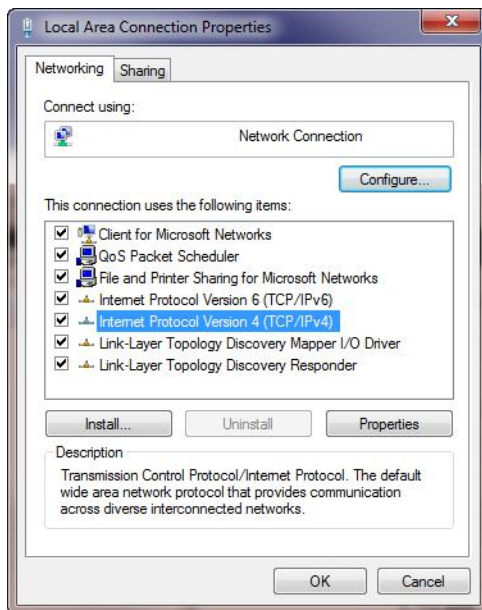 Local Area Connection Properties
Networking
Sharing
Connect using:
Network Connection
Configure...
This connection uses the following items:
Client for Microsoft Networks
QoS Packet Scheduler
File and Printer Sharing for Microsoft Networks
Internet Protocol Version 6 (TCP/IPv6)
Internet Protocol Version 4 (TCP/IPv4)
Link-Layer Topology Discovery Mapper I/O Driver
Link-Layer Topology Discovery Responder
Install...
Uninstall
Properties
Description
Transmission Control Protocol/Internet Protocol. The default
wide area network protocol that provides communication
across diverse interconnected networks.
OK
Cancel